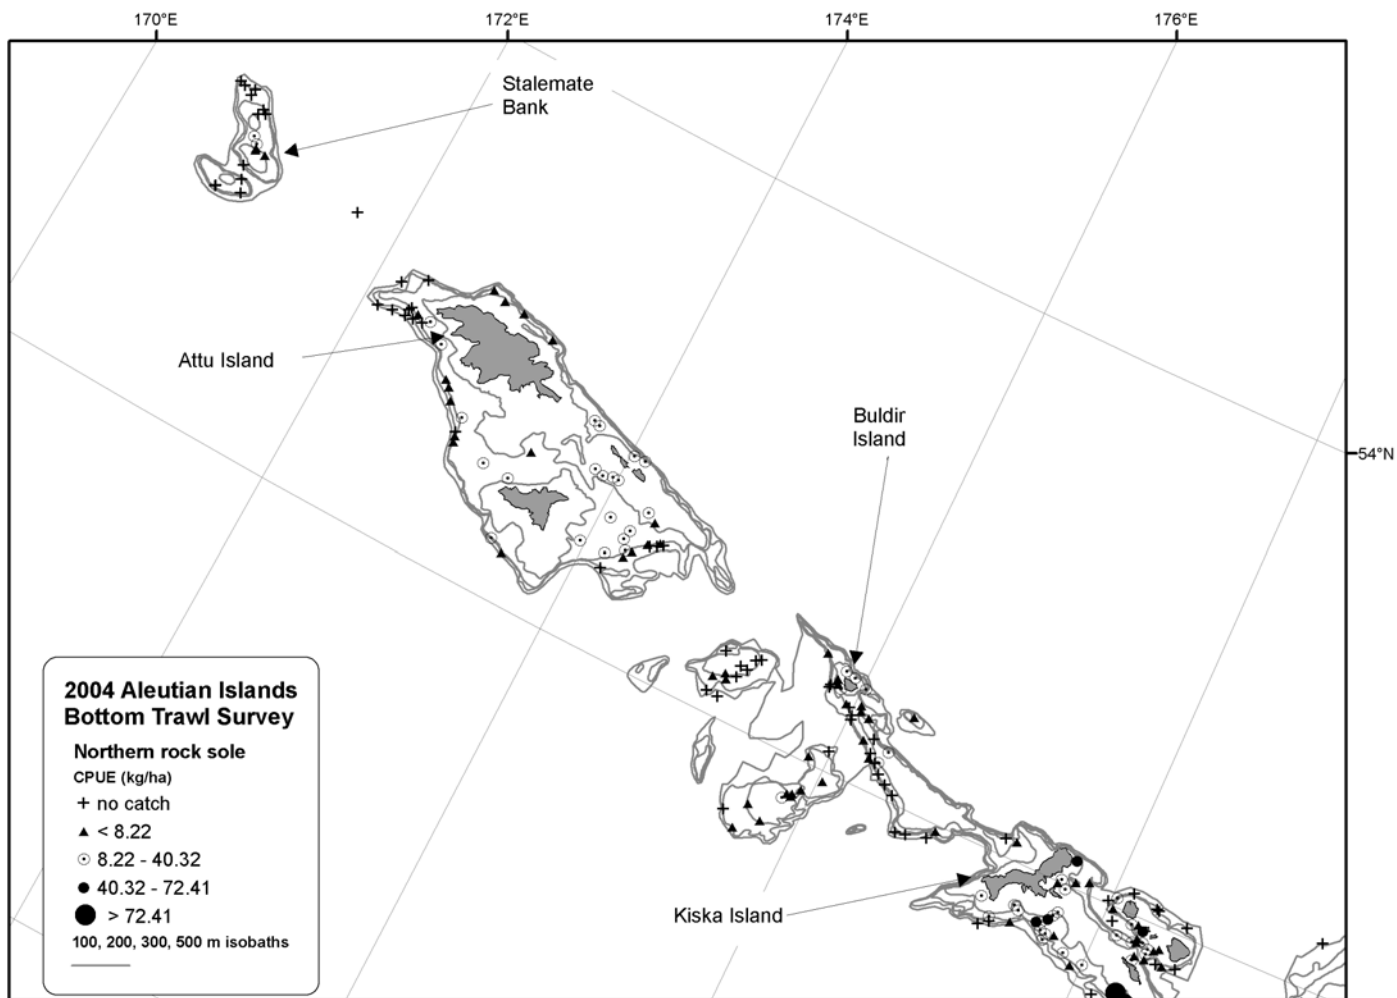 170°E
172°E
174°E
176°E
Stalemate
Bank
Attu Island
Buldir
Island
54°N
Kiska Island
2004 Aleutian Islands
Bottom Trawl Survey
Northern rock sole
CPUE (kg/ha)
no catch
< 8.22
8.22 - 40.32
40.32 - 72.41
> 72.41
100, 200, 300, 500 m isobaths